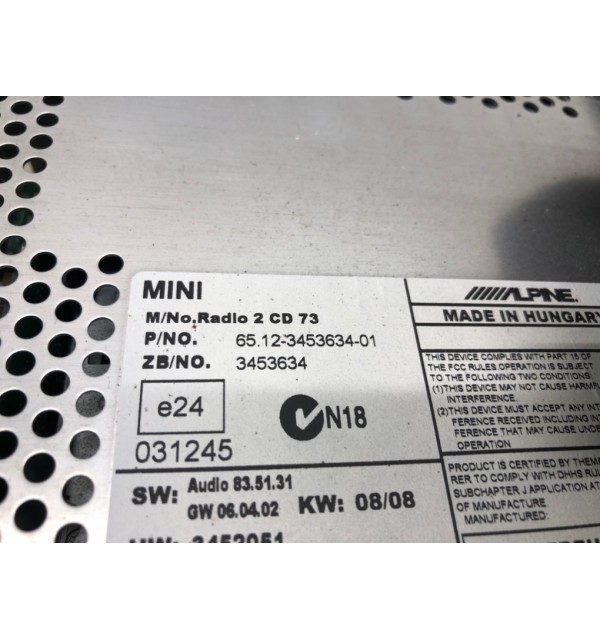 MINI
M/No.Radio 2 CD 73
P/NO. 65.12-3453634-01
ZB/NO. 3453634
e24
N18
031245
SW: Audio 83.51.31
GW 06.04.02
KW: 08/08
ALPINE
MADE IN HUNGARY
THIS DEVICE COMPLIES WITH PART 15 OF
THE FCC RULES.OPERATION IS SUBJECT
TO THE FOLLOWING TWO CONDITIONS:
(1)THIS DEVICE MAY NOT CAUSE HARMF
INTERFERENCE.
(2)THIS DEVICE MUST ACCEPT ANY INT
FERENCE RECEIVED INCLUDING INT
FERENCE THAT MAY CAUSE UNDE
OPERATION
PRODUCT IS CERTIFIED BY THEMA
RER TO COMPLY WITH DHHS RUL
SUBCHAPTER J APPLICATION AT
OF MANUFACTURE.
MANUFACTURED: